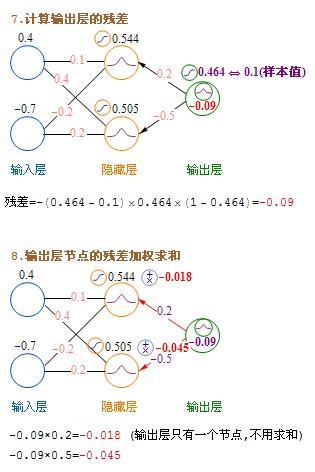 7.计算输出层的残差
0.4
0.544
0.1
0.4
0.2
0.464 ⇔ 0.1(样本值)
-0.7
0.505
-0.2
0.2
-0.5
-0.09
输入层 隐藏层 输出层
残差=-(0.464-0.1)×0.464×(1-0.464)=-0.09
8.输出层节点的残差加权求和
0.4
0.544 +× -0.018
0.1
0.4
0.2
-0.7
0.505 +× -0.045
-0.09
-0.2
0.2
-0.5
输入层 隐藏层 输出层
-0.09×0.2=-0.018 (输出层只有一个节点,不用求和)
-0.09×0.5=-0.045